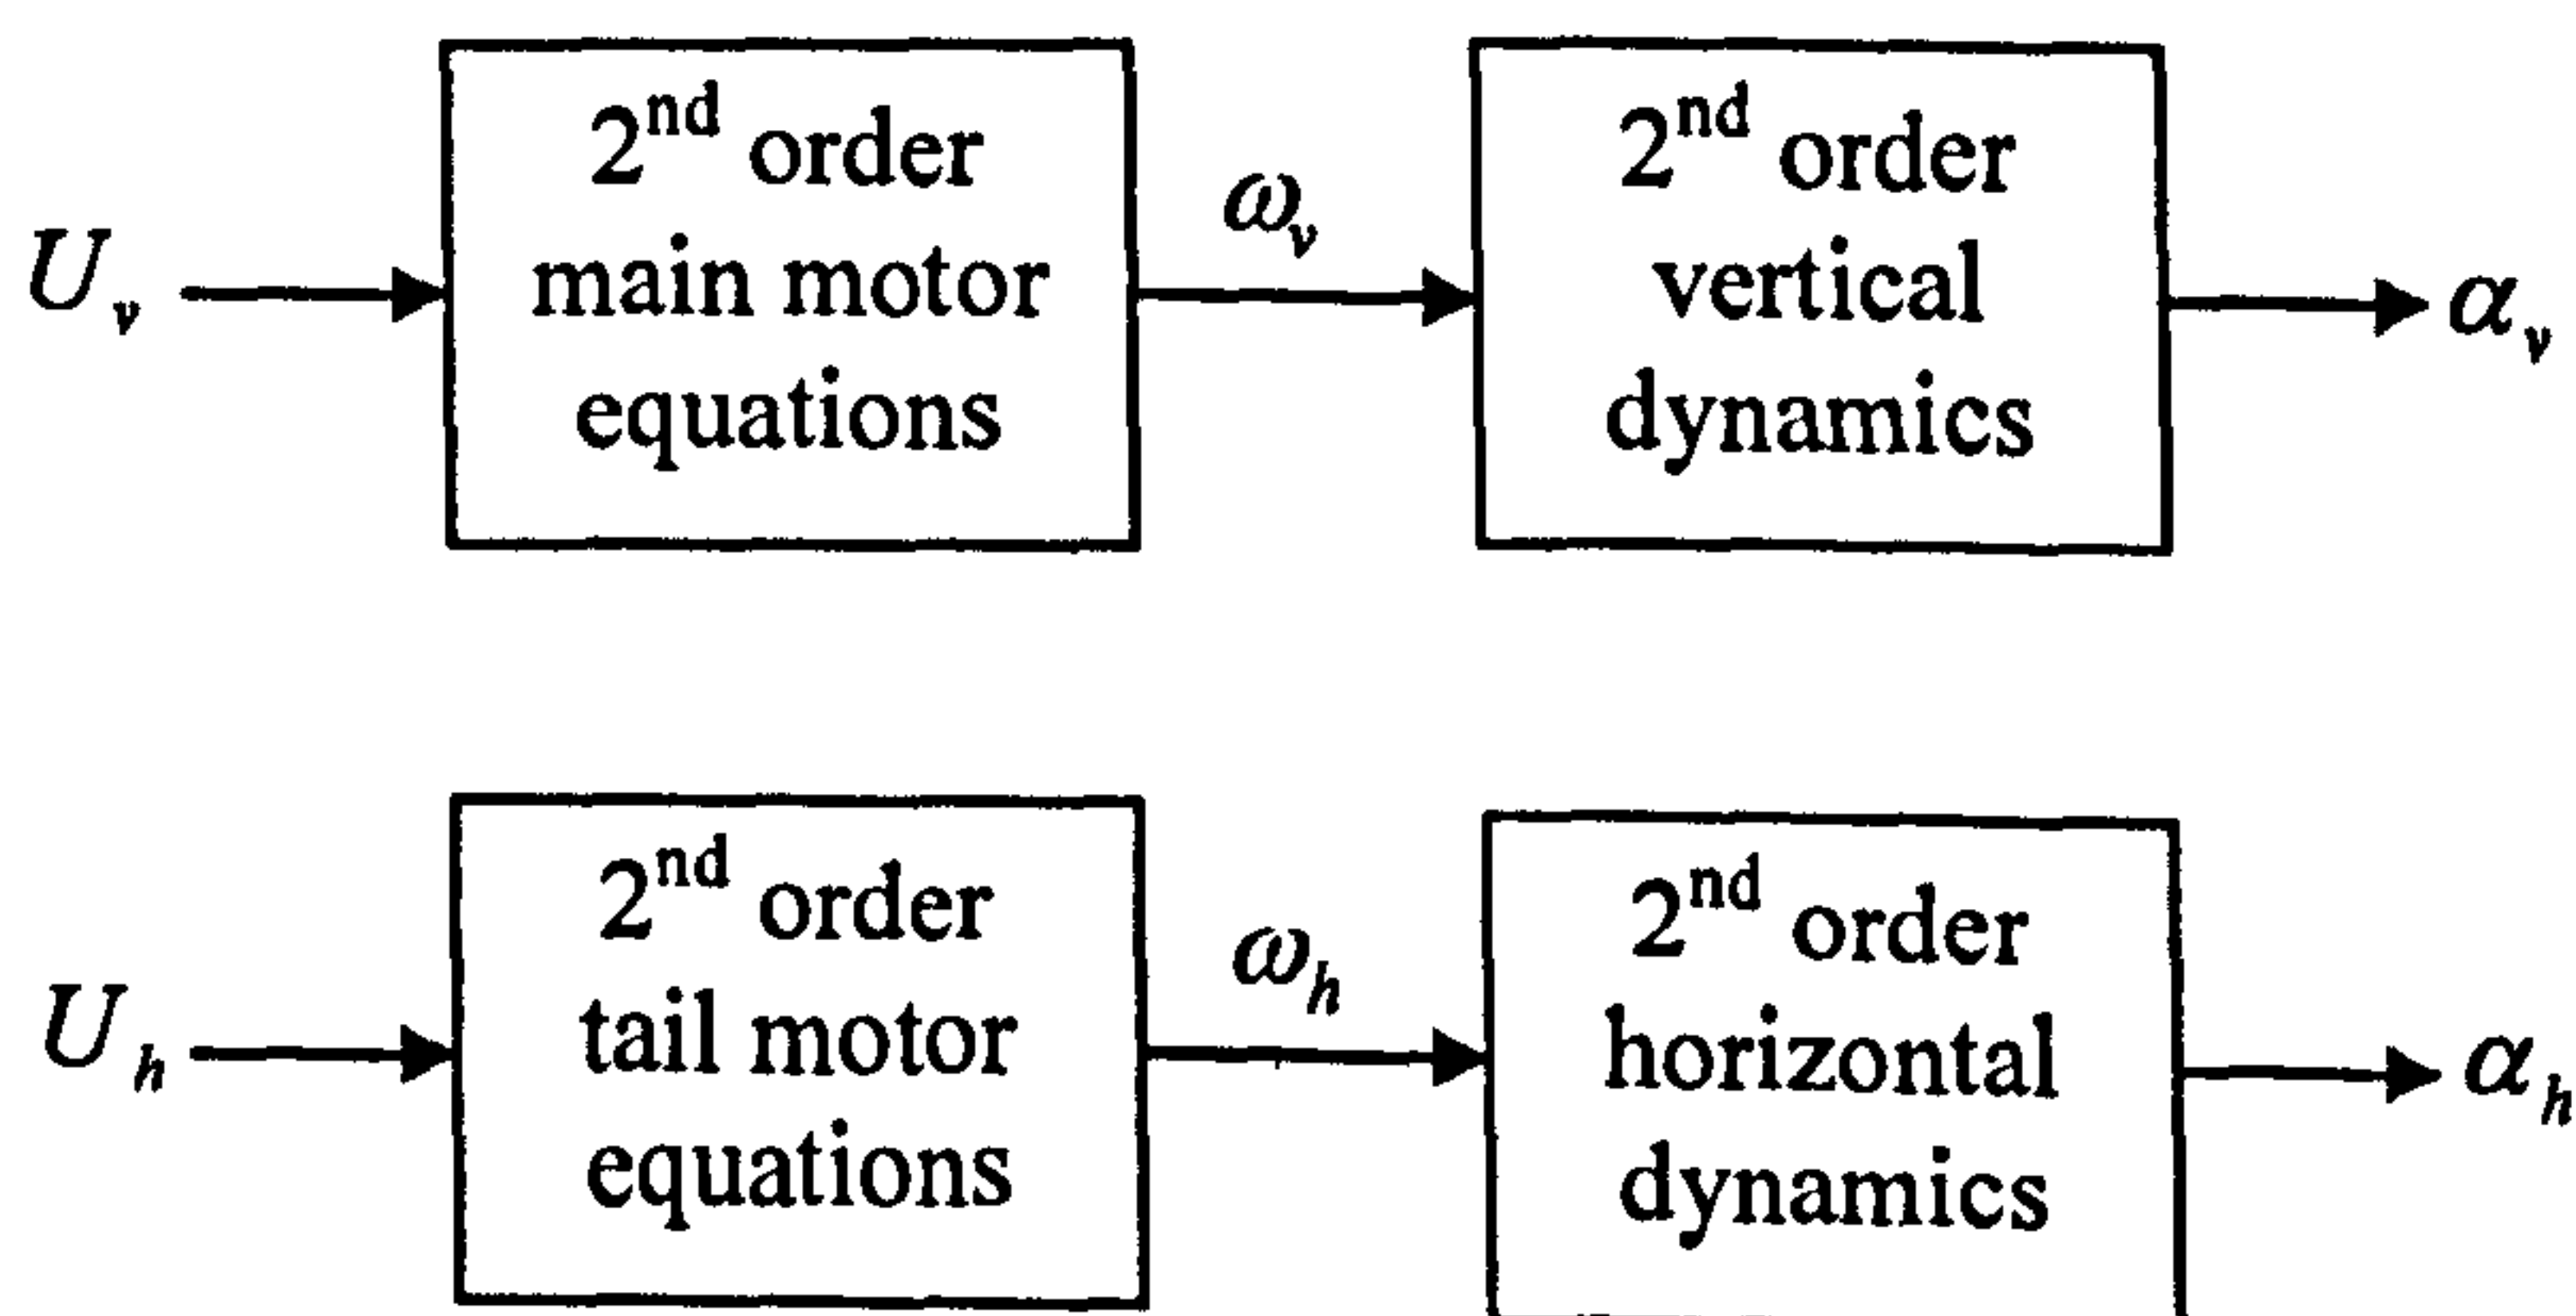 U_v
2^nd order
main motor
equations
ω_v
2^nd order
vertical
dynamics
α_v
U_h
2^nd order
tail motor
equations
ω_h
2^nd order
horizontal
dynamics
α_h